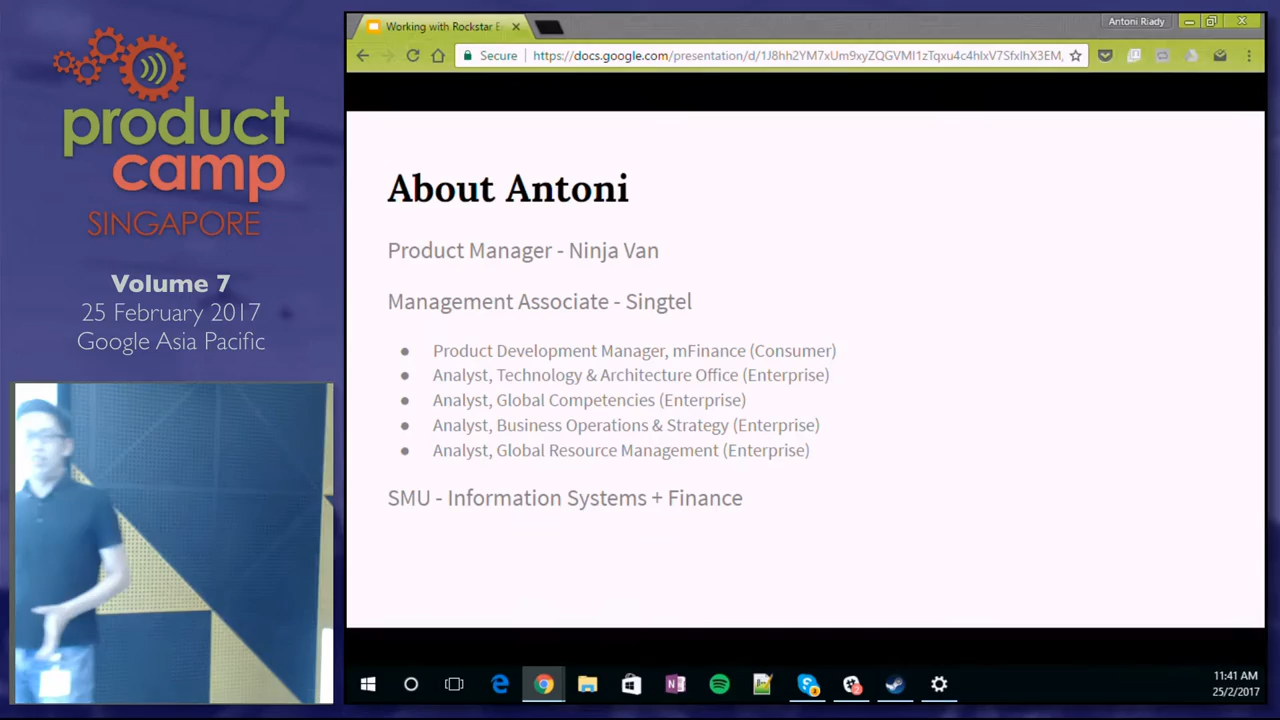 product
camp
SINGAPORE
Volume 7
25 February 2017
Google Asia Pacific
Working with Rockstar E
Antoni Riady
Secure
https://docs.google.com/presentation/d/1J8hh2YM7xUm9xyZQGVMI1zTqxu4c4hlxV7SfxIhX3EM,
About Antoni
Product Manager - Ninja Van
Management Associate - Singtel
● Product Development Manager, mFinance (Consumer)
● Analyst, Technology & Architecture Office (Enterprise)
● Analyst, Global Competencies (Enterprise)
● Analyst, Business Operations & Strategy (Enterprise)
● Analyst, Global Resource Management (Enterprise)
SMU - Information Systems + Finance
11:41 AM
25/2/2017